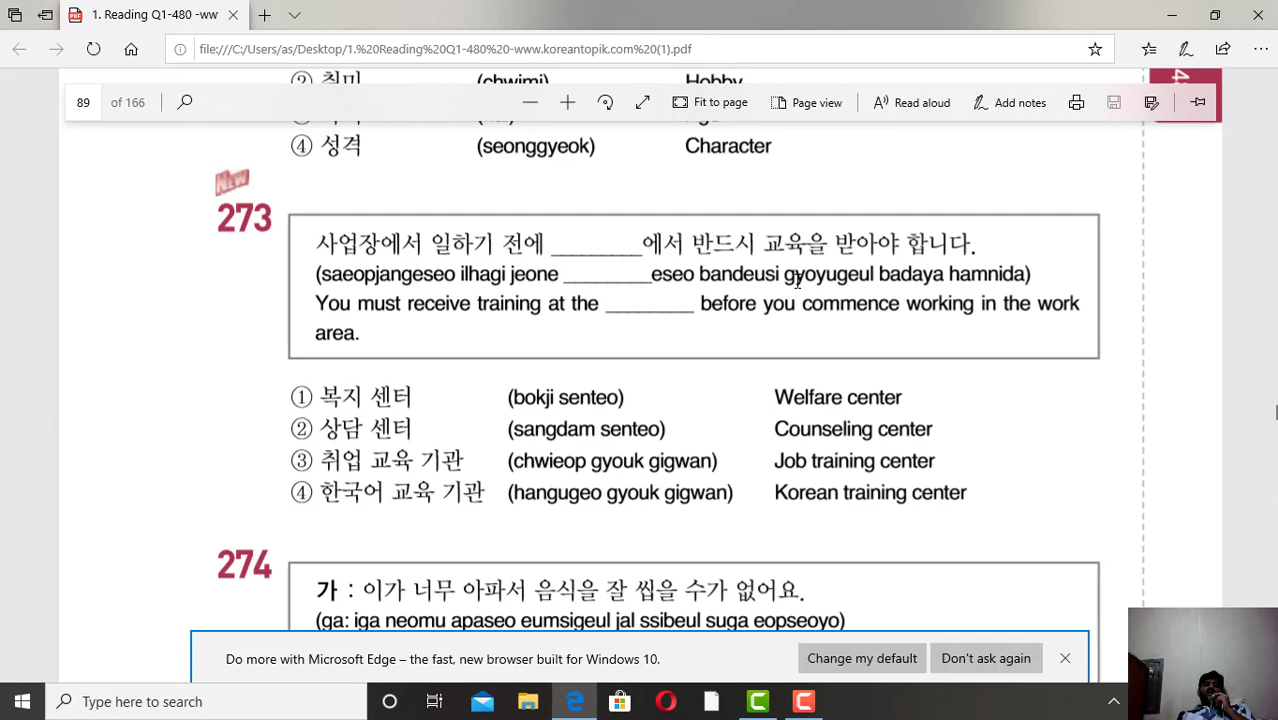 1. Reading Q1-480 -ww
file:///C:/Users/as/Desktop/1.%20Reading%20Q1-480%20-www.koreantopik.com%20(1).pdf
② 취미 (chwimi) Hobby
89 of 166 Fit to page Page view Read aloud Add notes
④ 성격 (seonggyeok) Character
NEW
273
사업장에서 일하기 전에 ________에서 반드시 교육을 받아야 합니다.
(saeopjangeseo ilhagi jeone ________eseo bandeusi gyoyugeul badaya hamnida)
You must receive training at the ________ before you commence working in the work
area.
① 복지 센터 (bokji senteo) Welfare center
② 상담 센터 (sangdam senteo) Counseling center
③ 취업 교육 기관 (chwieop gyouk gigwan) Job training center
④ 한국어 교육 기관 (hangugeo gyouk gigwan) Korean training center
274
가 : 이가 너무 아파서 음식을 잘 씹을 수가 없어요.
(ga: iga neomu apaseo eumsigeul jal ssibeul suga eopseoyo)
Do more with Microsoft Edge – the fast, new browser built for Windows 10. Change my default Don't ask again
Type here to search